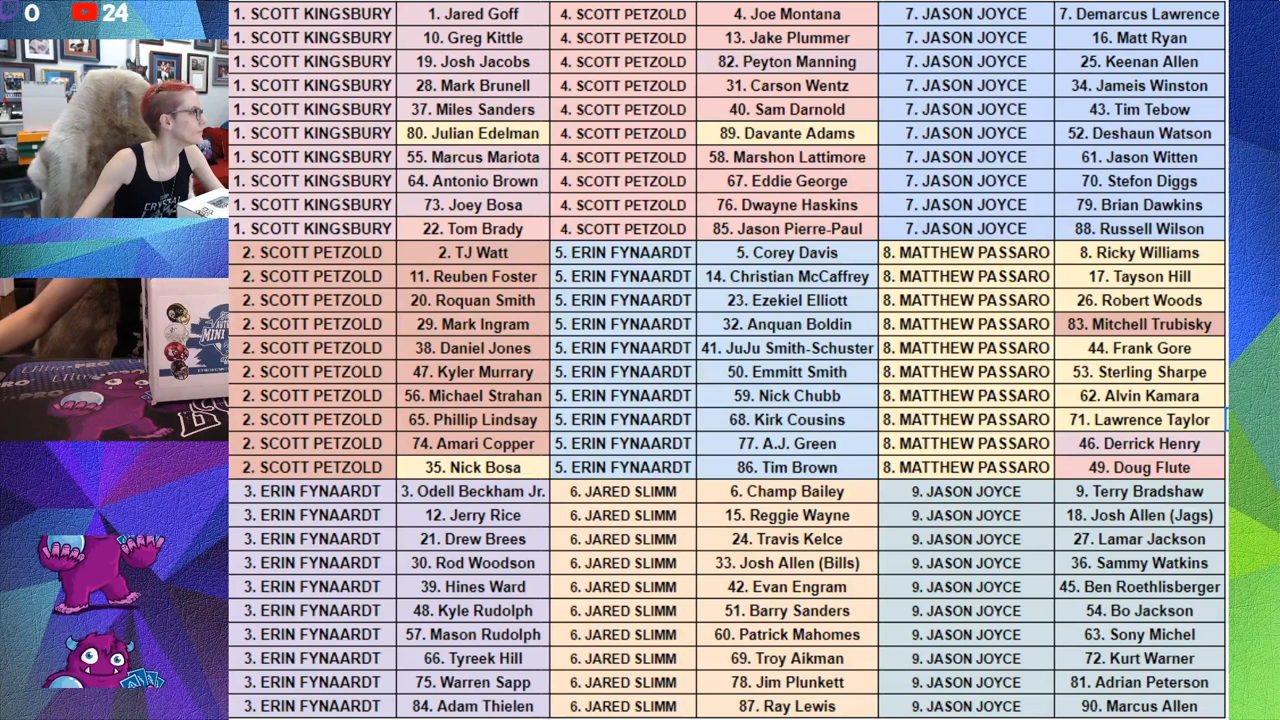 0 24
1. SCOTT KINGSBURY 1. Jared Goff 4. SCOTT PETZOLD 4. Joe Montana 7. JASON JOYCE 7. Demarcus Lawrence
1. SCOTT KINGSBURY 10. Greg Kittle 4. SCOTT PETZOLD 13. Jake Plummer 7. JASON JOYCE 16. Matt Ryan
1. SCOTT KINGSBURY 19. Josh Jacobs 4. SCOTT PETZOLD 82. Peyton Manning 7. JASON JOYCE 25. Keenan Allen
1. SCOTT KINGSBURY 28. Mark Brunell 4. SCOTT PETZOLD 31. Carson Wentz 7. JASON JOYCE 34. Jameis Winston
1. SCOTT KINGSBURY 37. Miles Sanders 4. SCOTT PETZOLD 40. Sam Darnold 7. JASON JOYCE 43. Tim Tebow
1. SCOTT KINGSBURY 80. Julian Edelman 4. SCOTT PETZOLD 89. Davante Adams 7. JASON JOYCE 52. Deshaun Watson
1. SCOTT KINGSBURY 55. Marcus Mariota 4. SCOTT PETZOLD 58. Marshon Lattimore 7. JASON JOYCE 61. Jason Witten
1. SCOTT KINGSBURY 64. Antonio Brown 4. SCOTT PETZOLD 67. Eddie George 7. JASON JOYCE 70. Stefon Diggs
1. SCOTT KINGSBURY 73. Joey Bosa 4. SCOTT PETZOLD 76. Dwayne Haskins 7. JASON JOYCE 79. Brian Dawkins
1. SCOTT KINGSBURY 22. Tom Brady 4. SCOTT PETZOLD 85. Jason Pierre-Paul 7. JASON JOYCE 88. Russell Wilson
2. SCOTT PETZOLD 2. TJ Watt 5. ERIN FYNAARDT 5. Corey Davis 8. MATTHEW PASSARO 8. Ricky Williams
2. SCOTT PETZOLD 11. Reuben Foster 5. ERIN FYNAARDT 14. Christian McCaffrey 8. MATTHEW PASSARO 17. Tayson Hill
2. SCOTT PETZOLD 20. Roquan Smith 5. ERIN FYNAARDT 23. Ezekiel Elliott 8. MATTHEW PASSARO 26. Robert Woods
2. SCOTT PETZOLD 29. Mark Ingram 5. ERIN FYNAARDT 32. Anquan Boldin 8. MATTHEW PASSARO 83. Mitchell Trubisky
2. SCOTT PETZOLD 38. Daniel Jones 5. ERIN FYNAARDT 41. JuJu Smith-Schuster 8. MATTHEW PASSARO 44. Frank Gore
2. SCOTT PETZOLD 47. Kyler Murrary 5. ERIN FYNAARDT 50. Emmitt Smith 8. MATTHEW PASSARO 53. Sterling Sharpe
2. SCOTT PETZOLD 56. Michael Strahan 5. ERIN FYNAARDT 59. Nick Chubb 8. MATTHEW PASSARO 62. Alvin Kamara
2. SCOTT PETZOLD 65. Phillip Lindsay 5. ERIN FYNAARDT 68. Kirk Cousins 8. MATTHEW PASSARO 71. Lawrence Taylor
2. SCOTT PETZOLD 74. Amari Copper 5. ERIN FYNAARDT 77. A.J. Green 8. MATTHEW PASSARO 46. Derrick Henry
2. SCOTT PETZOLD 35. Nick Bosa 5. ERIN FYNAARDT 86. Tim Brown 8. MATTHEW PASSARO 49. Doug Flute
3. ERIN FYNAARDT 3. Odell Beckham Jr. 6. JARED SLIMM 6. Champ Bailey 9. JASON JOYCE 9. Terry Bradshaw
3. ERIN FYNAARDT 12. Jerry Rice 6. JARED SLIMM 15. Reggie Wayne 9. JASON JOYCE 18. Josh Allen (Jags)
3. ERIN FYNAARDT 21. Drew Brees 6. JARED SLIMM 24. Travis Kelce 9. JASON JOYCE 27. Lamar Jackson
3. ERIN FYNAARDT 30. Rod Woodson 6. JARED SLIMM 33. Josh Allen (Bills) 9. JASON JOYCE 36. Sammy Watkins
3. ERIN FYNAARDT 39. Hines Ward 6. JARED SLIMM 42. Evan Engram 9. JASON JOYCE 45. Ben Roethlisberger
3. ERIN FYNAARDT 48. Kyle Rudolph 6. JARED SLIMM 51. Barry Sanders 9. JASON JOYCE 54. Bo Jackson
3. ERIN FYNAARDT 57. Mason Rudolph 6. JARED SLIMM 60. Patrick Mahomes 9. JASON JOYCE 63. Sony Michel
3. ERIN FYNAARDT 66. Tyreek Hill 6. JARED SLIMM 69. Troy Aikman 9. JASON JOYCE 72. Kurt Warner
3. ERIN FYNAARDT 75. Warren Sapp 6. JARED SLIMM 78. Jim Plunkett 9. JASON JOYCE 81. Adrian Peterson
3. ERIN FYNAARDT 84. Adam Thielen 6. JARED SLIMM 87. Ray Lewis 9. JASON JOYCE 90. Marcus Allen